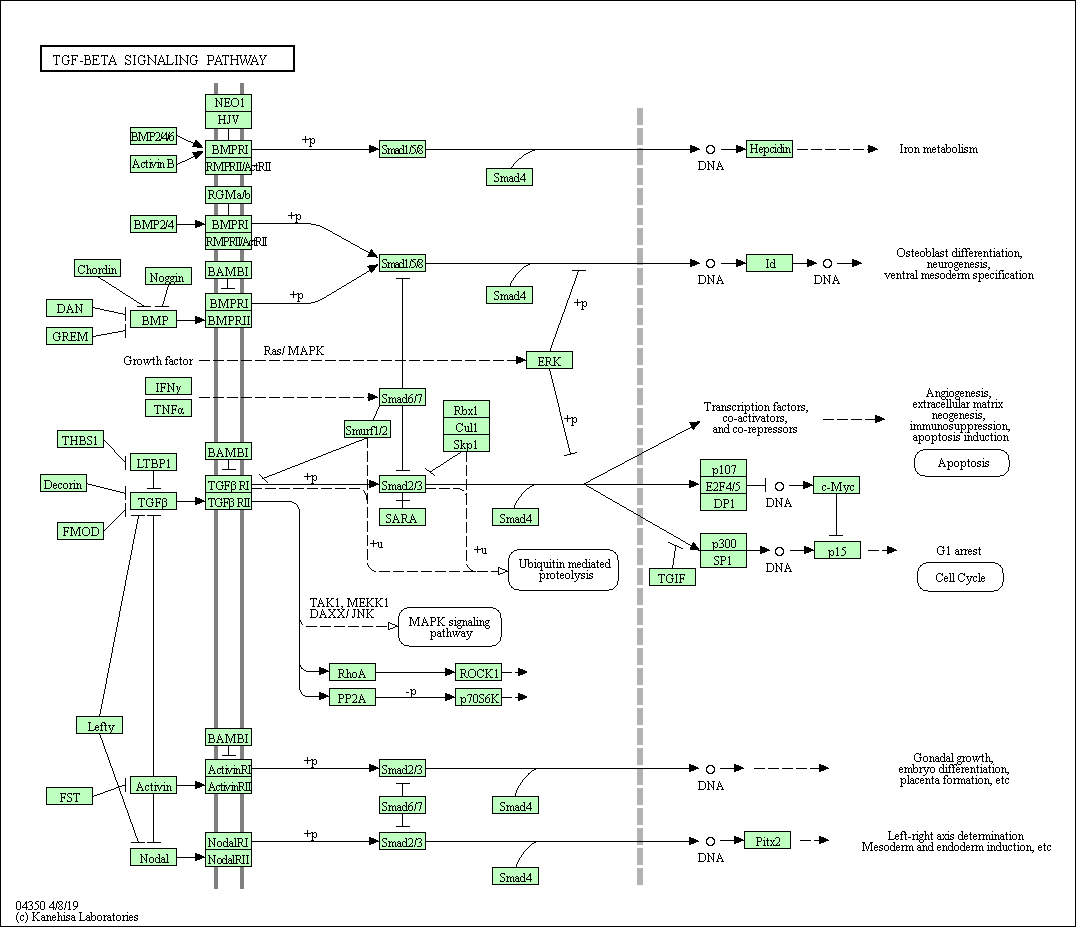 TGF-BETA SIGNALING PATHWAY
NEO1
HJV
BMP2/4/6
Activin B
BMPRI
+p
Smad1/5/8
Smad4
DNA
Hepcidin
Iron metabolism
RGMa/b
BMP2/4
BMPRI
+p
Chordin
Noggin
BAMBI
Smad1/5/8
Smad4
DNA
Id
DNA
Osteoblast differentiation,
neurogenesis,
ventral mesoderm specification
DAN
GREM
BMP
BMPRI
BMPRII
+p
+p
Growth factor
Ras/ MAPK
ERK
IFNγ
TNFα
Smad6/7
Smurf1/2
Rbx1
Cul1
Skp1
+p
Transcription factors,
co-activators,
and co-repressors
Angiogenesis,
extracellular matrix
neogenesis,
immunosuppression,
apoptosis induction
Apoptosis
THBS1
LTBP1
BAMBI
Decorin
TGFβ
FMOD
TGFβ RI
TGFβ RII
+p
Smad2/3
SARA
Smad4
p107
E2F4/5
DP1
DNA
c-Myc
p300
SP1
DNA
p15
G1 arrest
TGIF
Cell Cycle
+u
+u
Ubiquitin mediated
proteolysis
TAK1, MEKK1
DAXX/ JNK
MAPK signaling
pathway
RhoA
ROCK1
PP2A
-p
p70S6K
Lefty
BAMBI
FST
Activin
ActivinRI
ActivinRII
+p
Smad2/3
Smad4
DNA
Gonadal growth,
embryo differentiation,
placenta formation, etc
Smad6/7
Nodal
NodalRI
NodalRII
+p
Smad2/3
Smad4
DNA
Pitx2
Left-right axis determination
Mesoderm and endoderm induction, etc
04350 4/8/19
(c) Kanehisa Laboratories